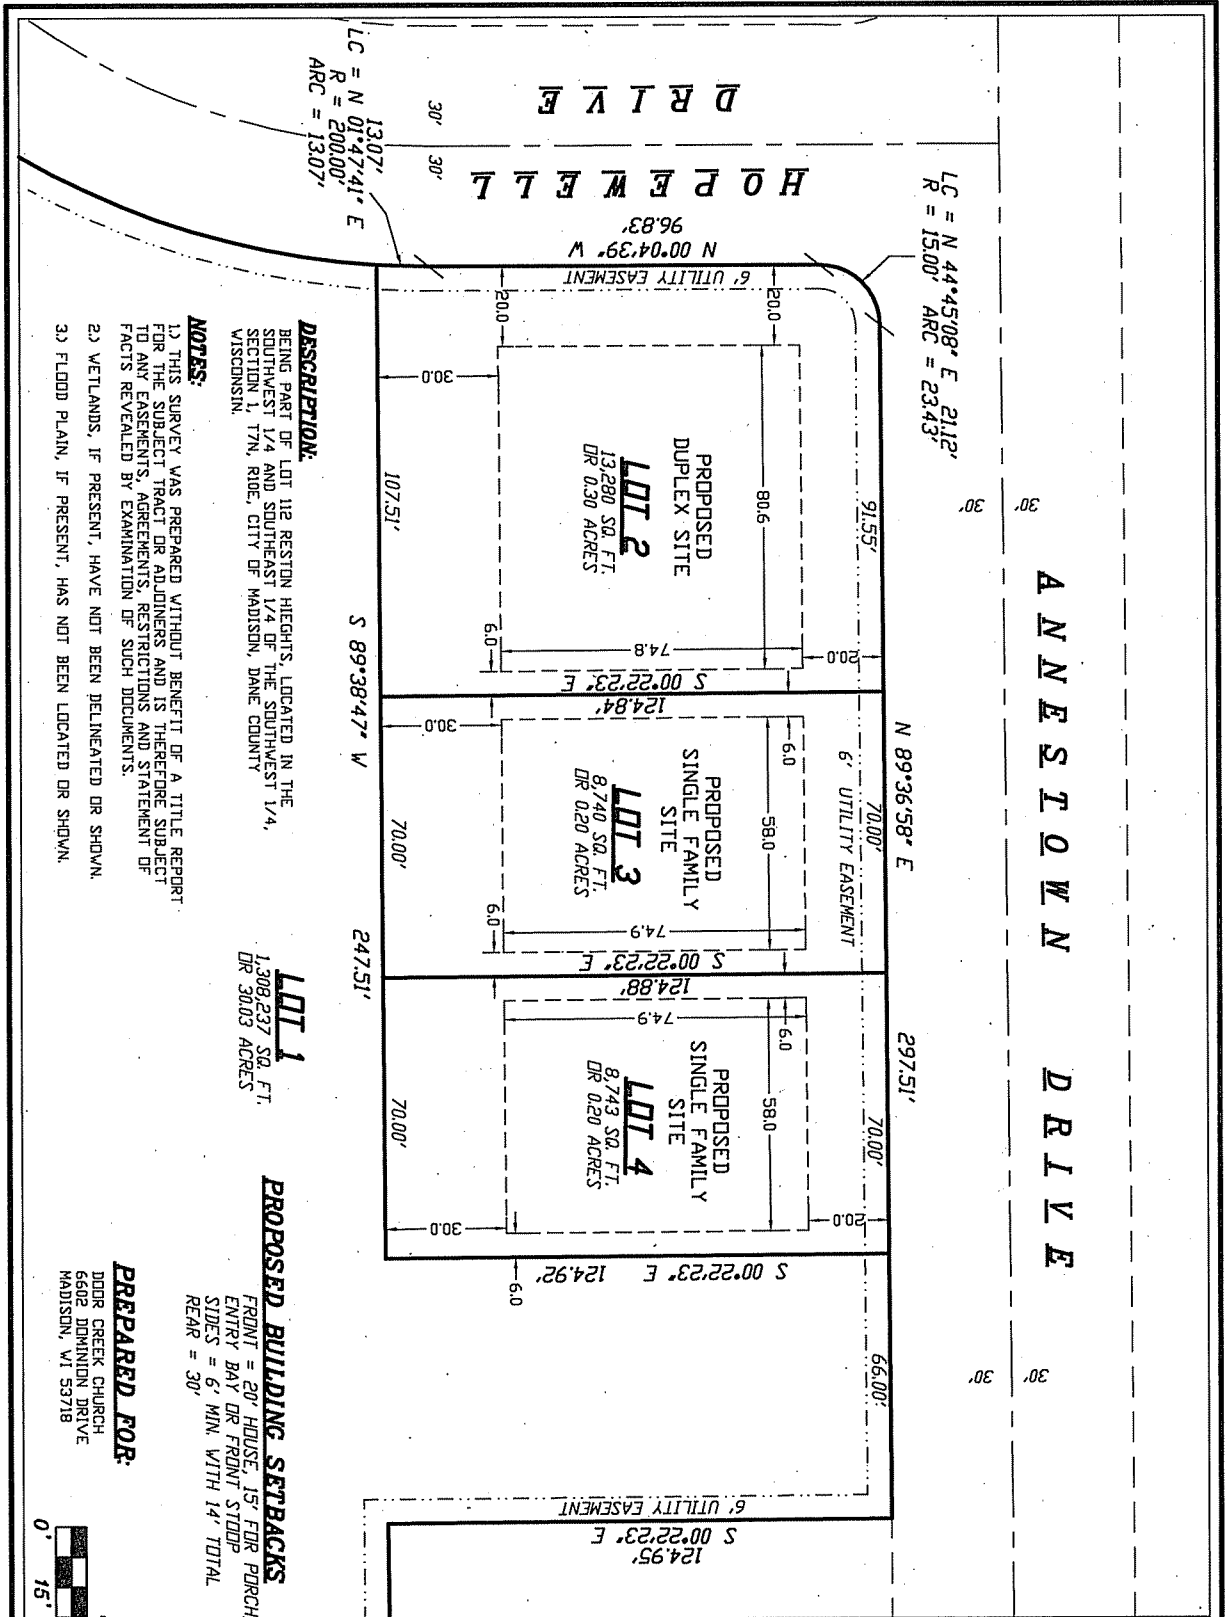 ANNESTOWN DRIVE
30'
30'
30'
30'
LC = N 44°45'08" E 21.12'
R = 15.00' ARC = 23.43'
N 89°36'58" E
297.51'
91.55'
70.00'
70.00'
66.00'
6' UTILITY EASEMENT
HOPEWELL
DRIVE
30'
30'
N 00°04'39" W
96.83'
6' UTILITY EASEMENT
13.07'
LC = N 01°47'41" E
R = 200.00'
ARC = 13.07'
20.0
20.0
20.0
80.6
74.8
6.0
30.0
PROPOSED
DUPLEX SITE
LOT 2
13,280 SQ. FT.
OR 0.30 ACRES
S 00°22'23" E
124.84'
6.0
58.0
74.9
6.0
30.0
PROPOSED
SINGLE FAMILY
SITE
LOT 3
8,740 SQ. FT.
OR 0.20 ACRES
S 00°22'23" E
124.88'
6.0
58.0
74.9
20.0
30.0
PROPOSED
SINGLE FAMILY
SITE
LOT 4
8,743 SQ. FT.
OR 0.20 ACRES
S 00°22'23" E 124.92'
6.0
6' UTILITY EASEMENT
S 00°22'23" E
124.95'
107.51'
70.00'
70.00'
S 89°38'47" W
247.51'
DESCRIPTION:
BEING PART OF LOT 112 RESTON HIEGHTS, LOCATED IN THE
SOUTHWEST 1/4 AND SOUTHEAST 1/4 OF THE SOUTHWEST 1/4,
SECTION 1, T7N, R10E, CITY OF MADISON, DANE COUNTY
WISCONSIN.
NOTES:
1.) THIS SURVEY WAS PREPARED WITHOUT BENEFIT OF A TITLE REPORT
FOR THE SUBJECT TRACT OR ADJOINERS AND IS THEREFORE SUBJECT
TO ANY EASEMENTS, AGREEMENTS, RESTRICTIONS AND STATEMENT OF
FACTS REVEALED BY EXAMINATION OF SUCH DOCUMENTS.
2.) WETLANDS, IF PRESENT, HAVE NOT BEEN DELINEATED OR SHOWN.
3.) FLOOD PLAIN, IF PRESENT, HAS NOT BEEN LOCATED OR SHOWN.
LOT 1
1,308,237 SQ. FT.
OR 30.03 ACRES
PROPOSED BUILDING SETBACKS
FRONT = 20' HOUSE, 15' FOR PORCH,
ENTRY BAY OR FRONT STOOP
SIDES = 6' MIN. WITH 14' TOTAL
REAR = 30'
PREPARED FOR:
DOOR CREEK CHURCH
6602 DOMINION DRIVE
MADISON, WI 53718
0' 15'